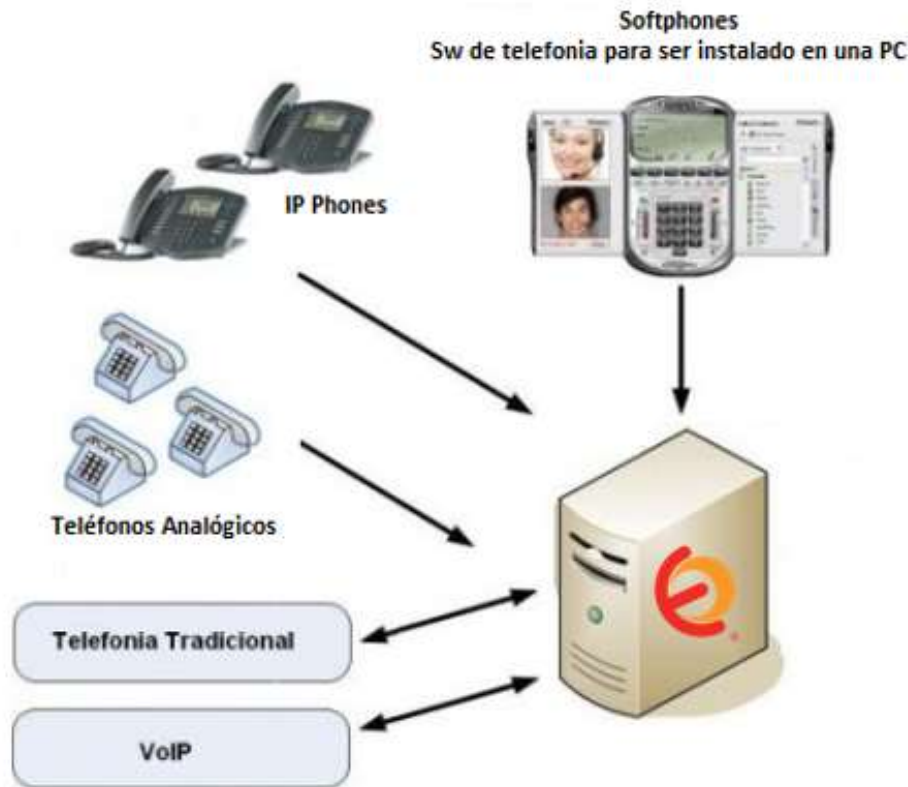 Softphones
Sw de telefonia para ser instalado en una PC
IP Phones
Teléfonos Analógicos
Telefonia Tradicional
VoIP